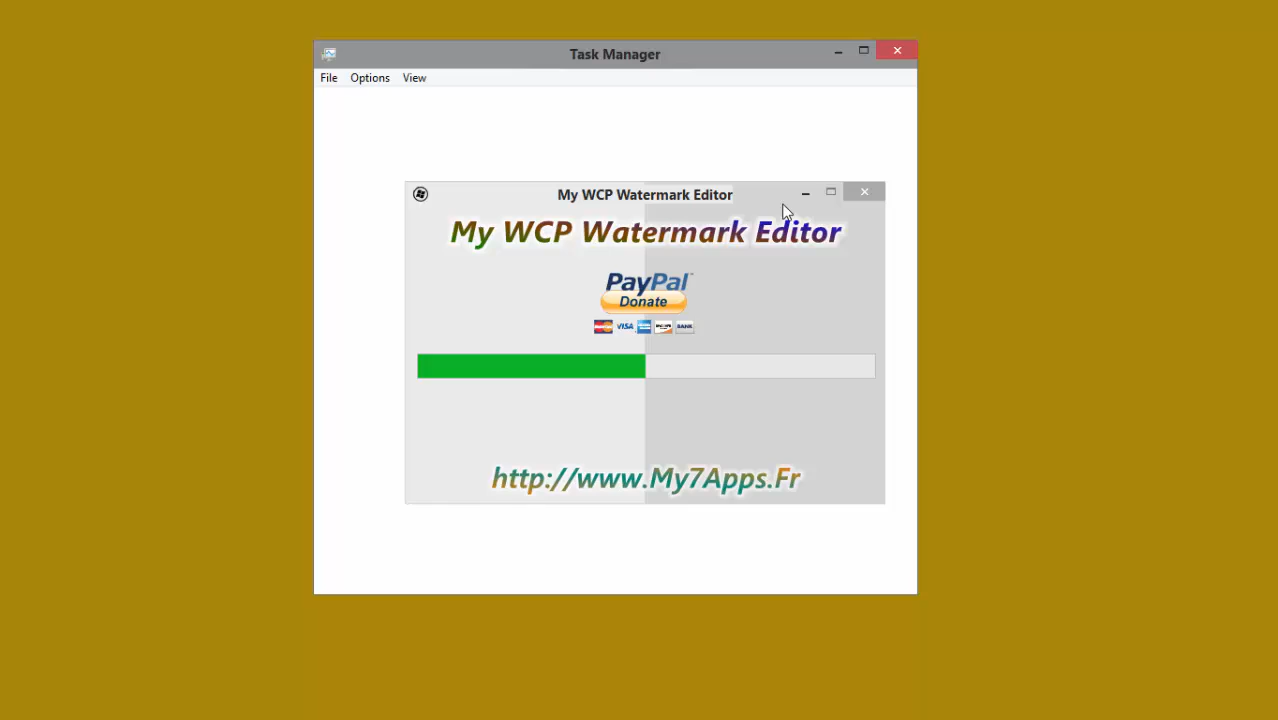 Task Manager
File Options View
My WCP Watermark Editor
My WCP Watermark Editor
PayPal
Donate
VISA
BANK
http://www.My7Apps.Fr